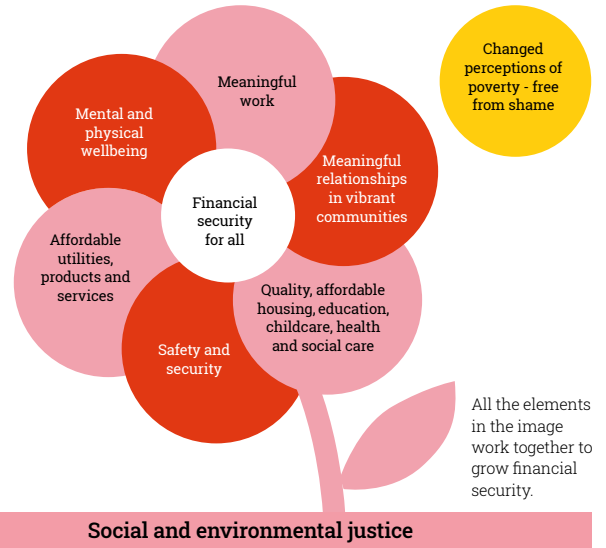 Changed
perceptions of
poverty - free
from shame
Meaningful
work
Mental and
physical
wellbeing
Meaningful
relationships
in vibrant
communities
Financial
security
for all
Affordable
utilities,
products and
services
Quality, affordable
housing, education,
childcare, health
and social care
Safety and
security
All the elements
in the image
work together to
grow financial
security.
Social and environmental justice